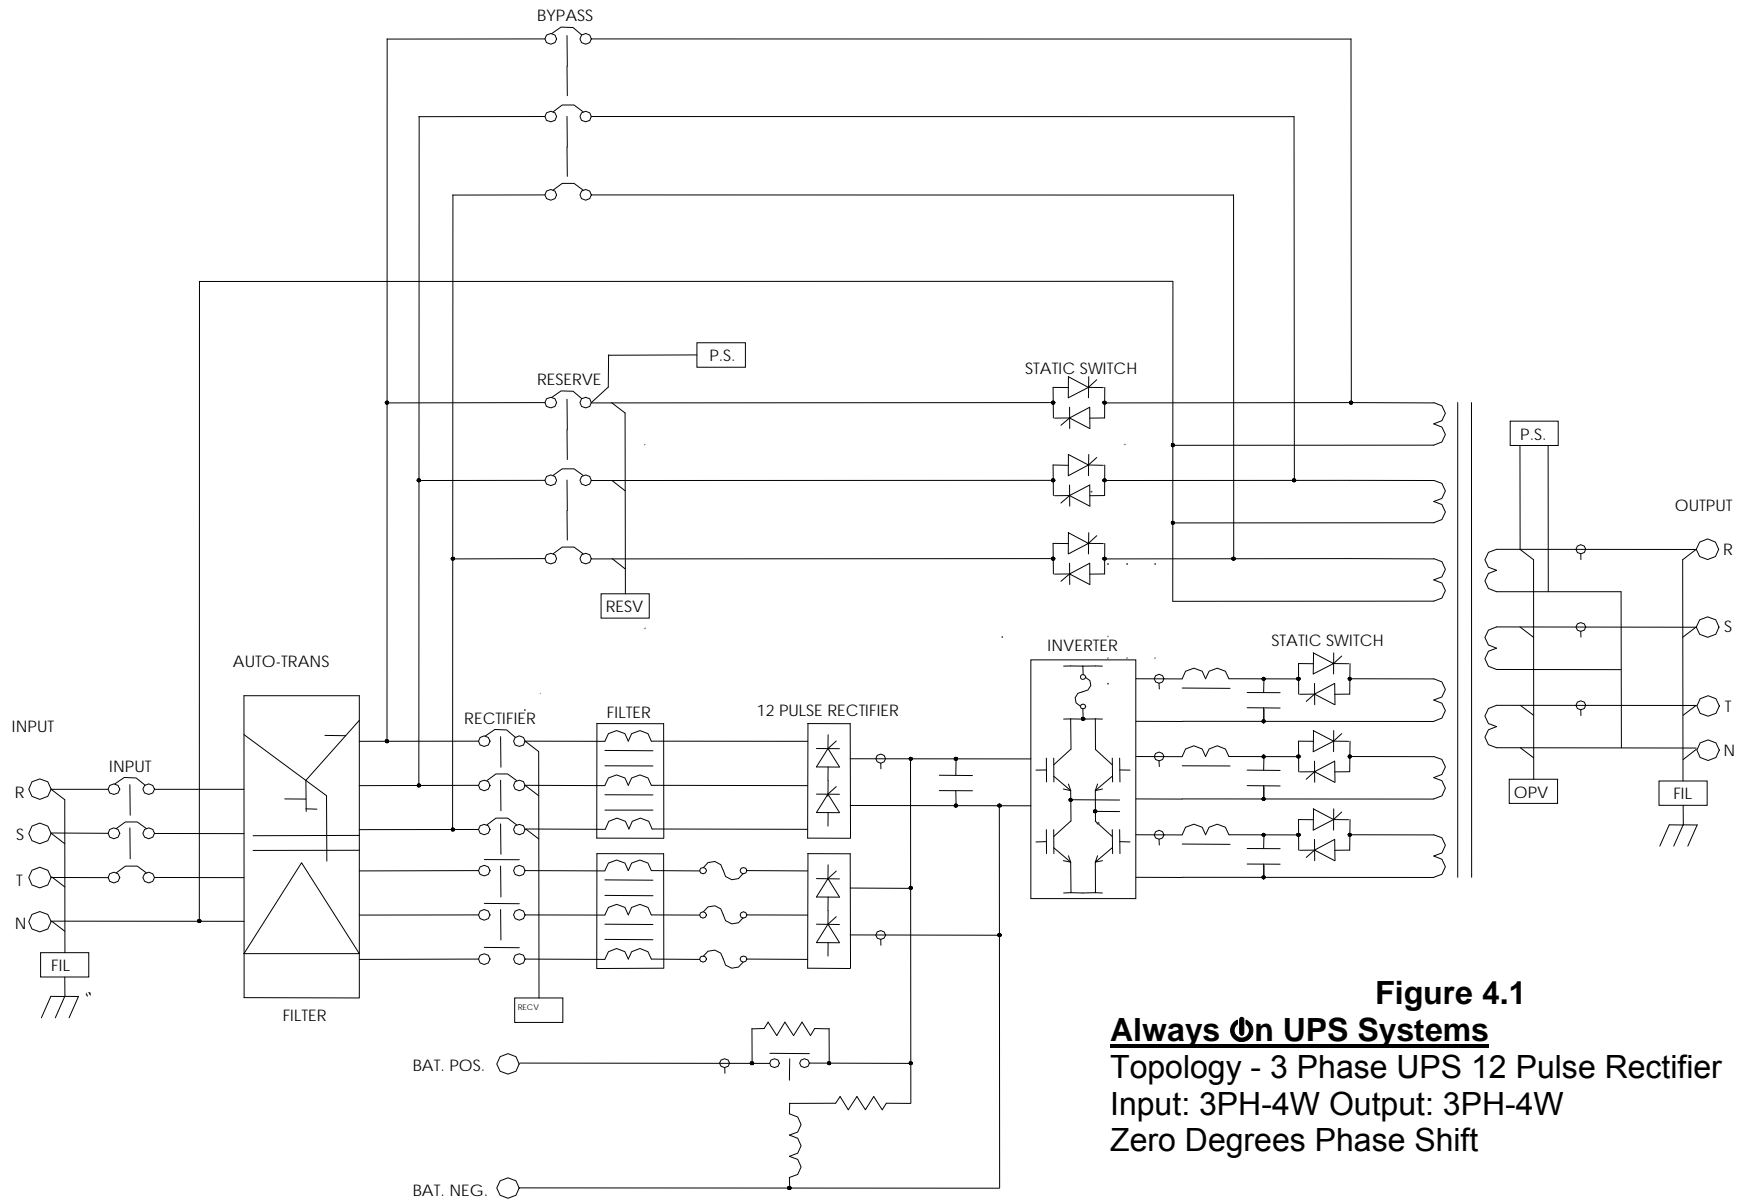 BYPASS
P.S.
RESERVE
STATIC SWITCH
P.S.
OUTPUT
R
RESV
S
INVERTER
STATIC SWITCH
AUTO-TRANS
T
INPUT
RECTIFIER
FILTER
12 PULSE RECTIFIER
N
INPUT
R
OPV
FIL
S
T
N
FIL
RECV
FILTER
BAT. POS.
BAT. NEG.
Figure 4.1
Always On UPS Systems
Topology - 3 Phase UPS 12 Pulse Rectifier
Input: 3PH-4W Output: 3PH-4W
Zero Degrees Phase Shift